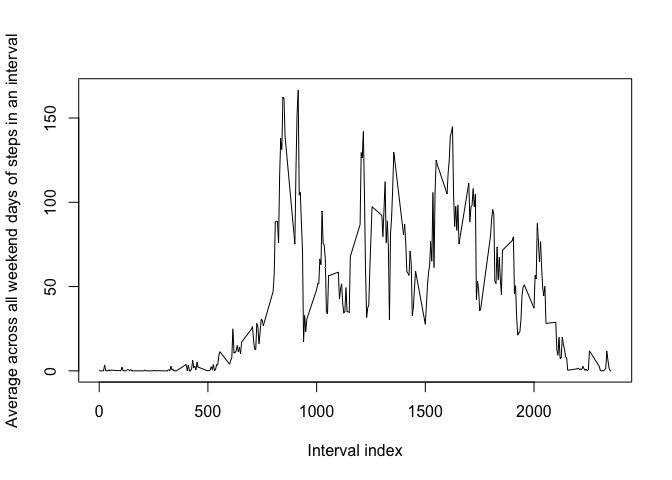 Average across all weekend days of steps in an interval
150
100
50
0
0 500 1000 1500 2000
Interval index